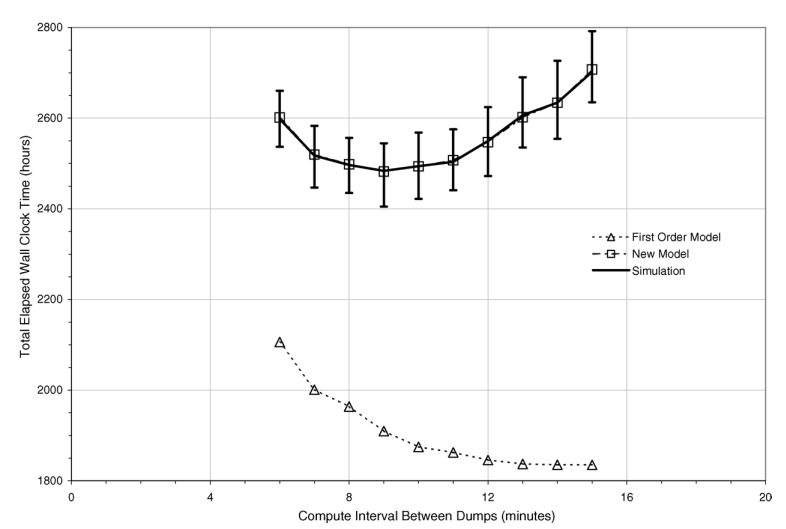 2800
2600
2400
2200
2000
1800
Total Elapsed Wall Clock Time (hours)
First Order Model
New Model
Simulation
0
4
8
12
16
20
Compute Interval Between Dumps (minutes)